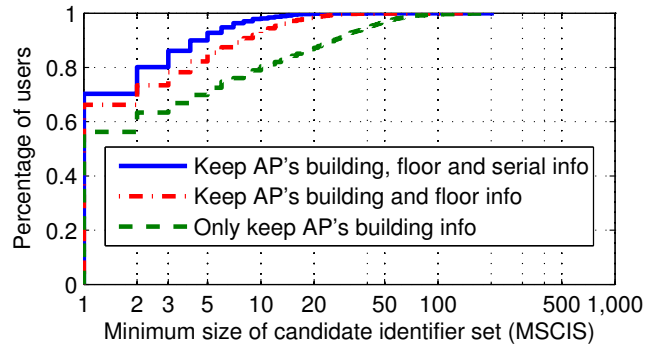 Percentage of users
1
0.8
0.6
0.4
0.2
0
Keep AP's building, floor and serial info
Keep AP's building and floor info
Only keep AP's building info
1 2 3 5 10 20 50 100 500 1,000
Minimum size of candidate identifier set (MSCIS)